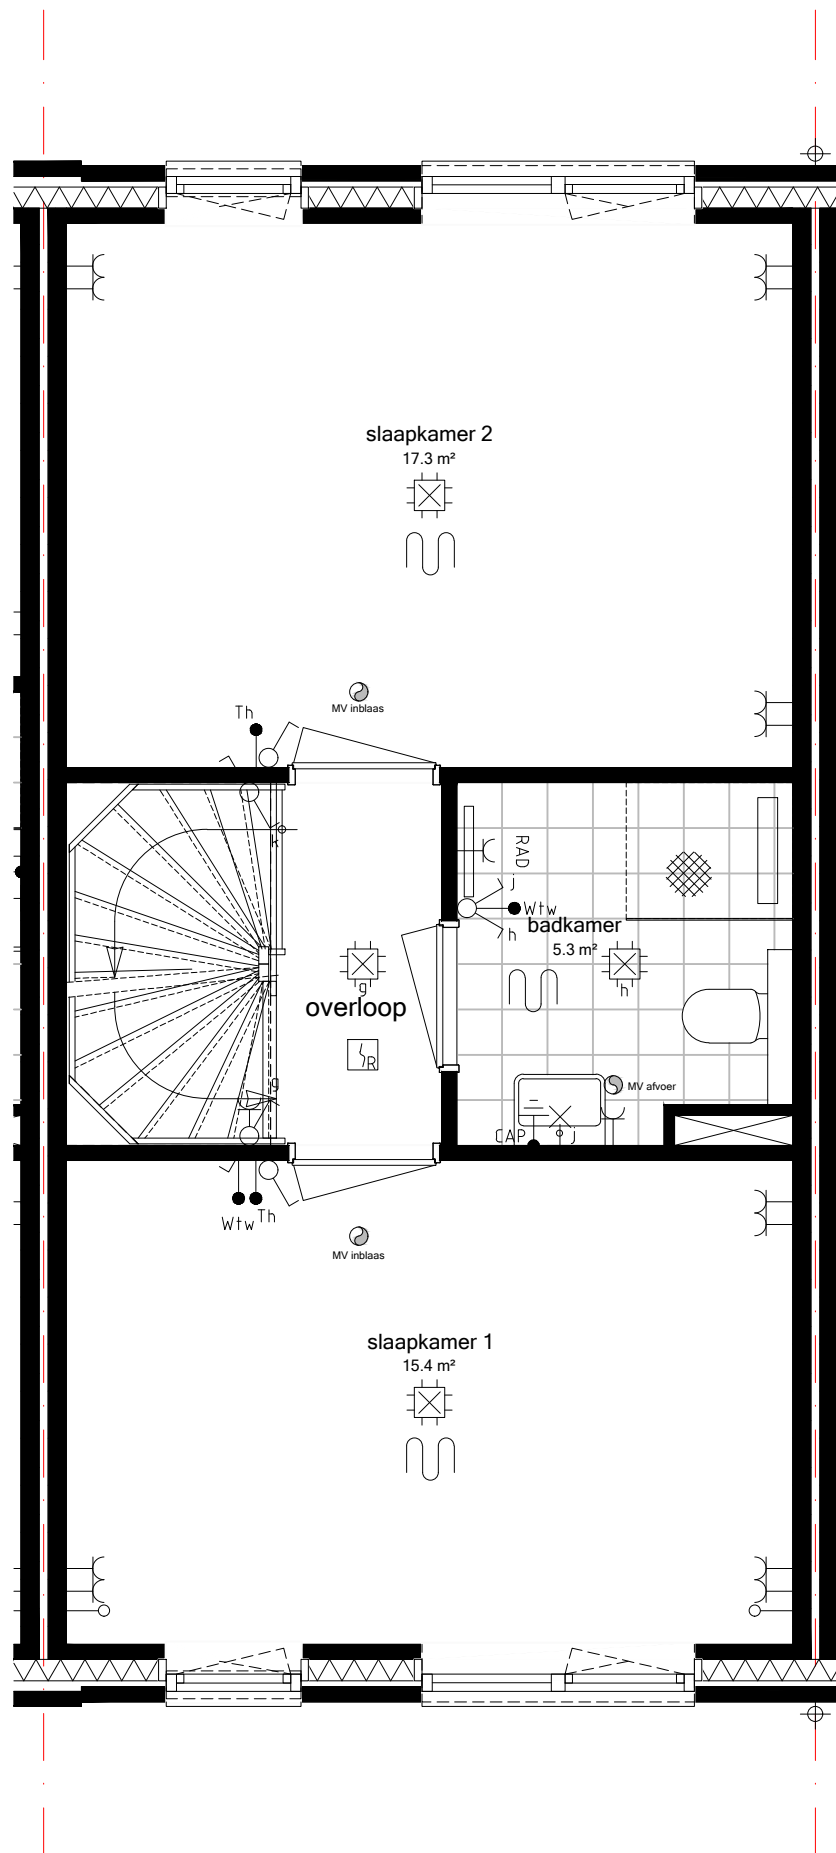 slaapkamer 2
17.3 m²
MV inblaas
Th
k
RAD
j
Wtw
h
badkamer
5.3 m²
g
h
overloop
R
g
MV afvoer
CAP
j
Wtw
Th
MV inblaas
slaapkamer 1
15.4 m²